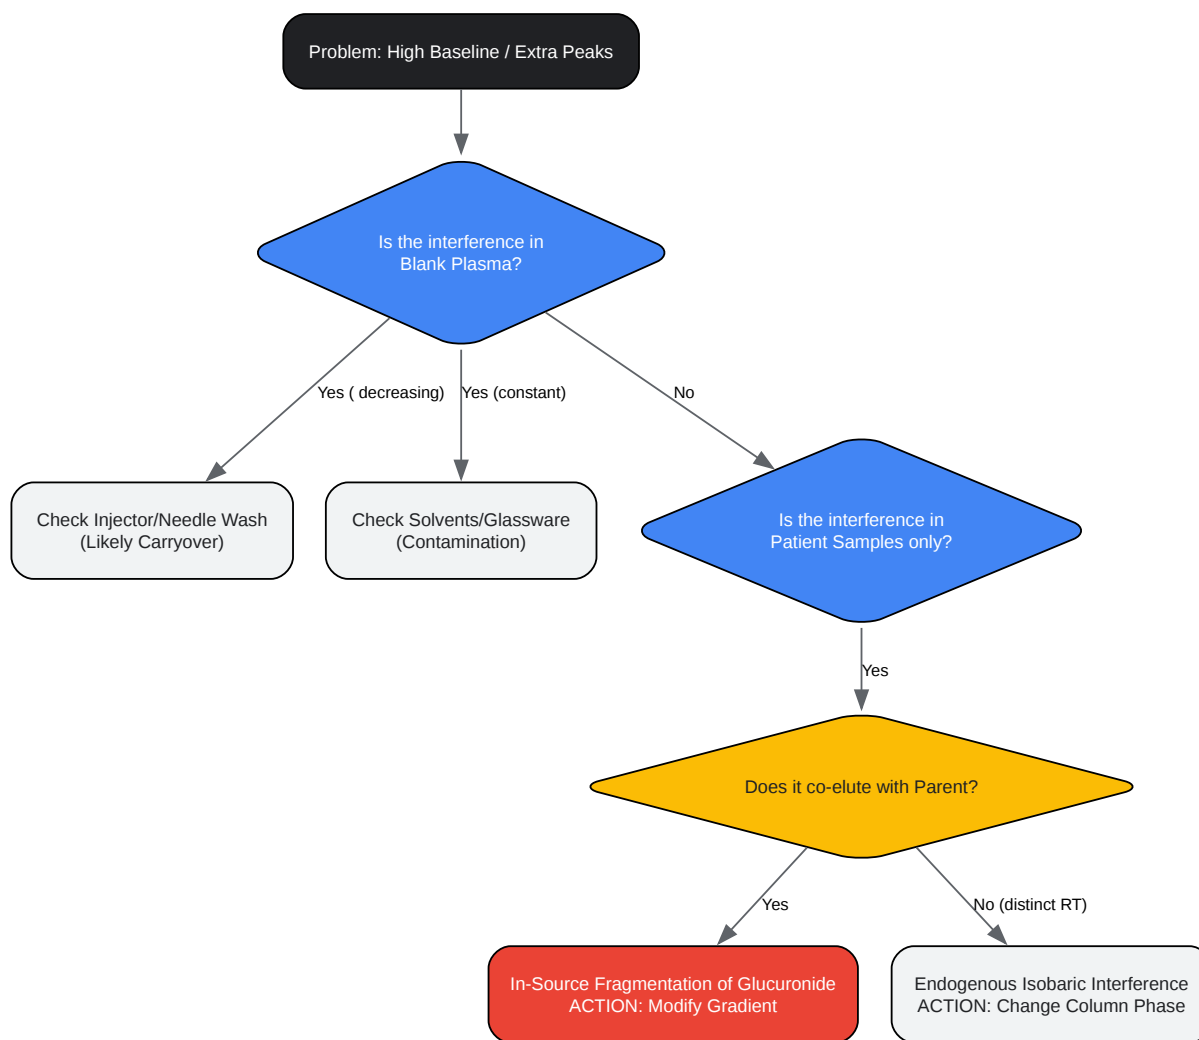 Problem: High Baseline / Extra Peaks
Is the interference in
Blank Plasma?
Yes ( decreasing)
Yes (constant)
No
Check Injector/Needle Wash
(Likely Carryover)
Check Solvents/Glassware
(Contamination)
Is the interference in
Patient Samples only?
Yes
Does it co-elute with Parent?
Yes
No (distinct RT)
In-Source Fragmentation of Glucuronide
ACTION: Modify Gradient
Endogenous Isobaric Interference
ACTION: Change Column Phase